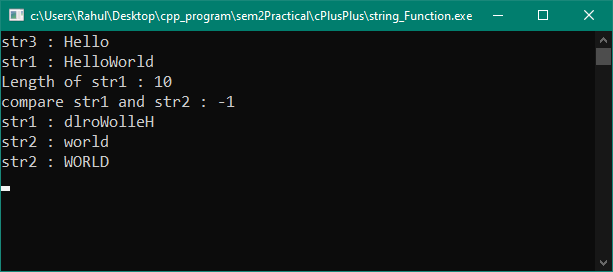 c:\Users\Rahul\Desktop\cpp_program\sem2Practical\cPlusPlus\string_Function.exe
str3 : Hello
str1 : HelloWorld
Length of str1 : 10
compare str1 and str2 : -1
str1 : dlroWolleH
str2 : world
str2 : WORLD